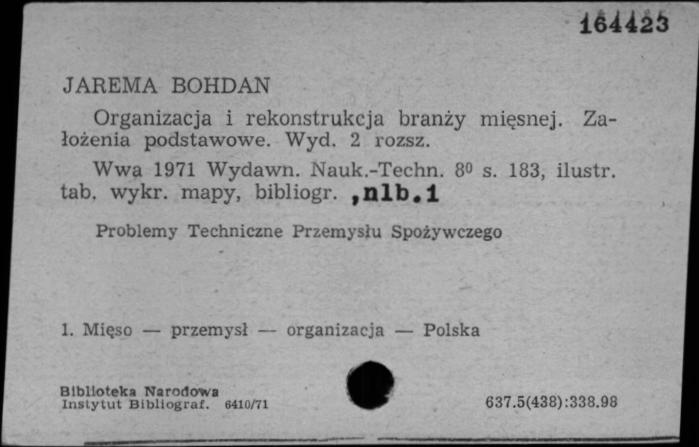 164423
JAREMA BOHDAN
Organizacja i rekonstrukcja branży mięsnej. Za-
łożenia podstawowe. Wyd. 2 rozsz.
Wwa 1971 Wydawn. Nauk.-Techn. 8⁰ s. 183, ilustr.
tab. wykr. mapy, bibliogr. ,nlb.1
Problemy Techniczne Przemysłu Spożywczego
1. Mięso — przemysł — organizacja — Polska
Biblioteka Narodowa
Instytut Bibliograf. 6410/71
637.5(438):338.98